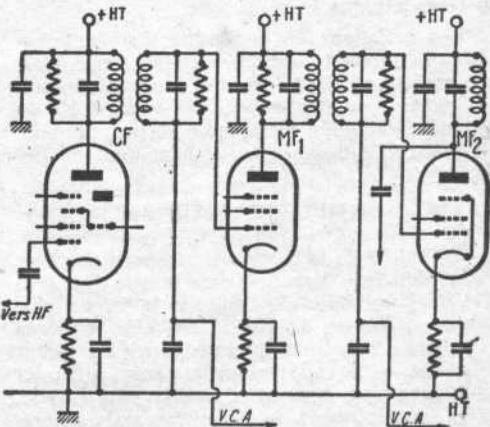 +HT +HT +HT
CF MF1 MF2
Vers HF
HT
V.C.A V.C.A